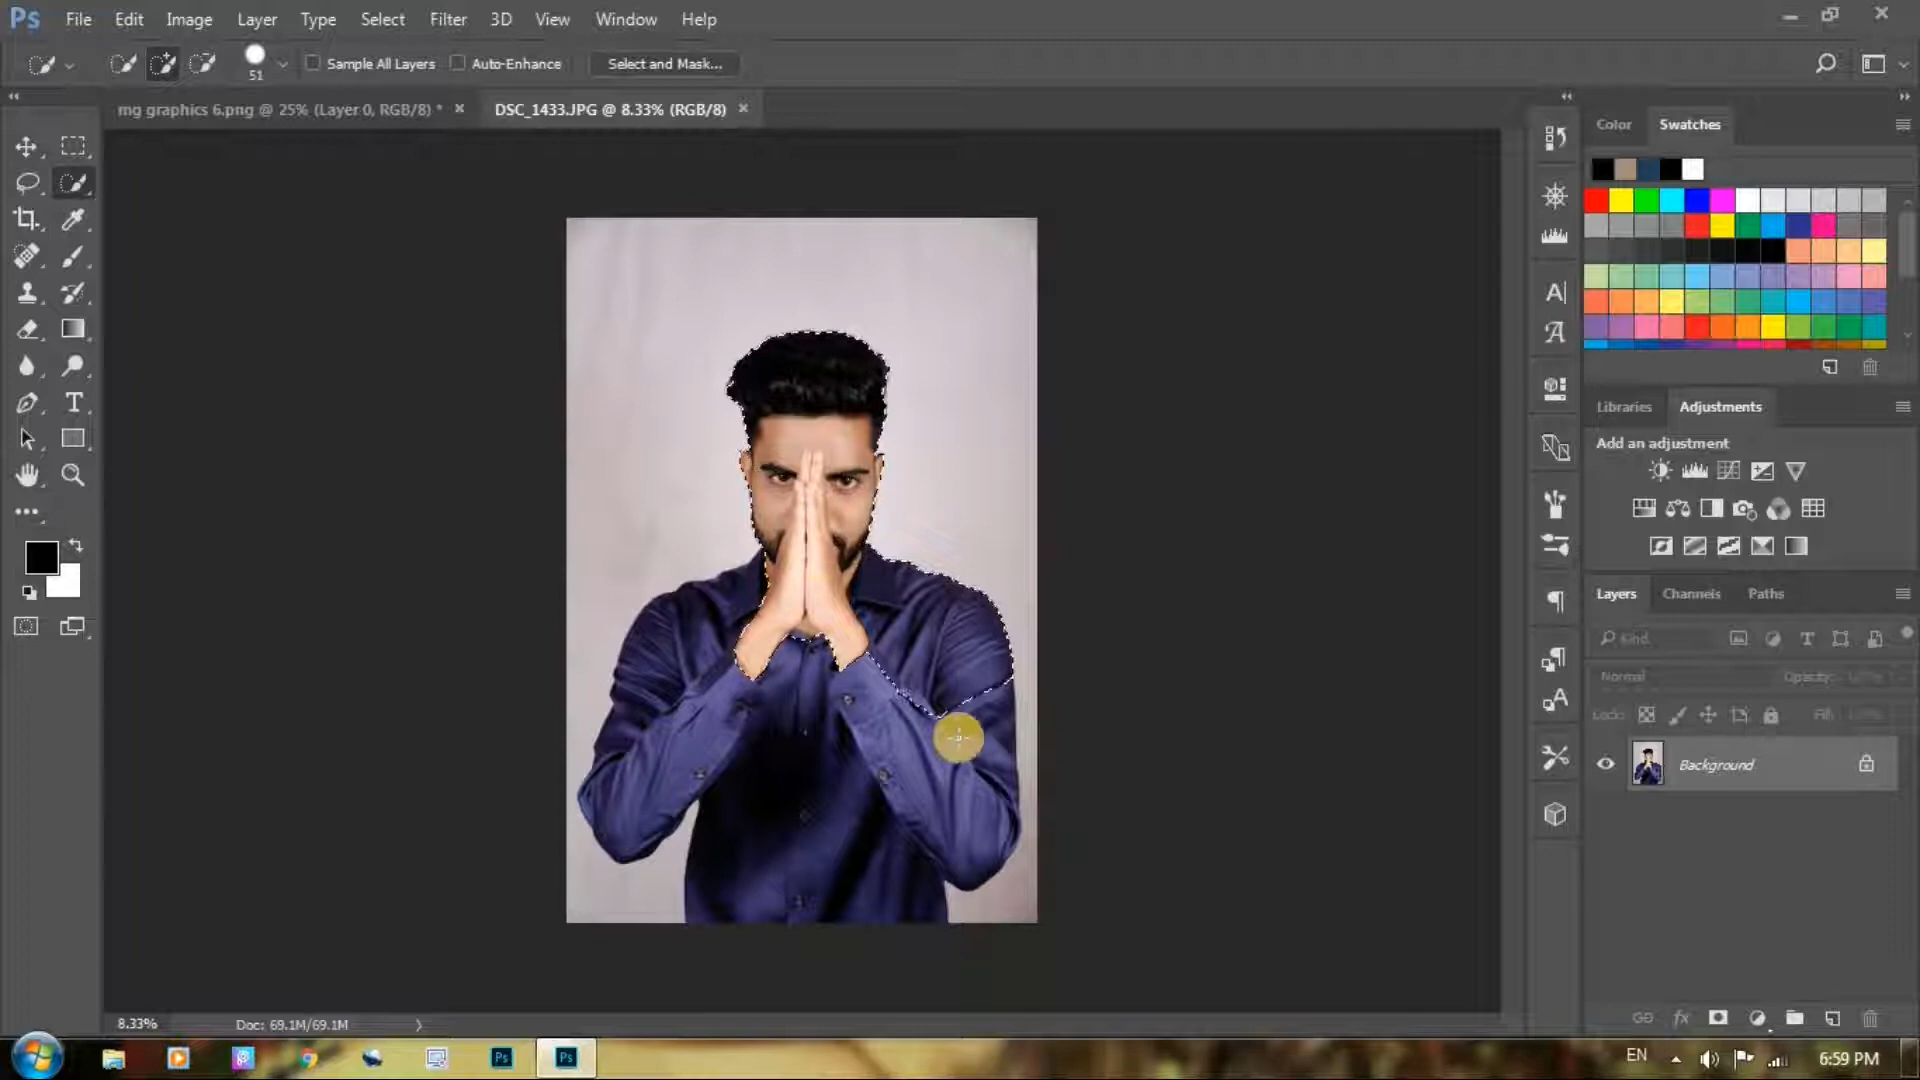 Ps File Edit Image Layer Type Select Filter 3D View Window Help
51 Sample All Layers Auto-Enhance Select and Mask...
mg graphics 6.png @ 25% (Layer 0, RGB/8) * × DSC_1433.JPG @ 8.33% (RGB/8) ×
Color Swatches
Libraries Adjustments
Add an adjustment
Layers Channels Paths
Kind
Normal Opacity:
Lock: Fill:
Background
fx
8.33% Doc: 69.1M/69.1M
Ps Ps EN 6:59 PM